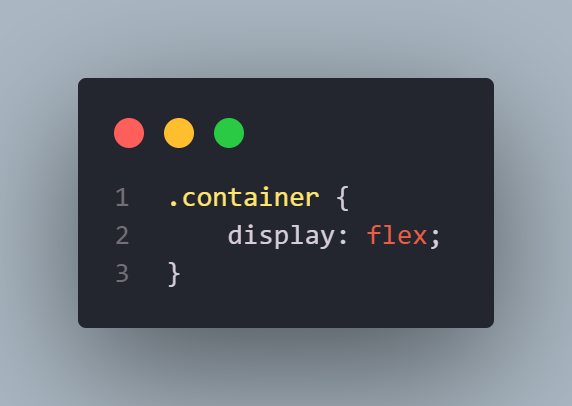 1 .container {
2     display: flex;
3 }